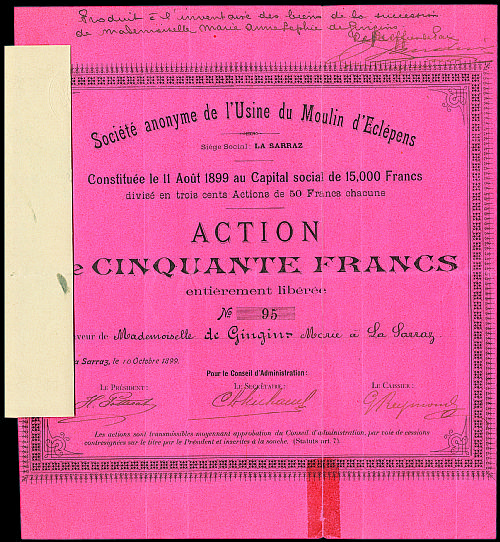 Produit à l'inventaire des biens de la succession
de mademoiselle Marie Anne Sophie de Gingins
Société anonyme de l'Usine du Moulin d'Eclépens
Siège Social: LA SARRAZ
Constituée le 11 Août 1899 au Capital social de 15,000 Francs
divisé en trois cents Actions de 50 Francs chacune
ACTION
e CINQUANTE FRANCS
entièrement libérée
No 95
veur de Mademoiselle de Gingins Marie à La Sarraz
a Sarraz, le 10 Octobre 1899.
Pour le Conseil d'Administration:
LE PRÉSIDENT: LE SECRÉTAIRE: LE CAISSIER:
G Reymond
Les actions sont transmissibles moyennant approbation du Conseil d'administration, par voie de cessions
contresignées sur le titre par le Président et inscrites à la souche. (Statuts art. 7).